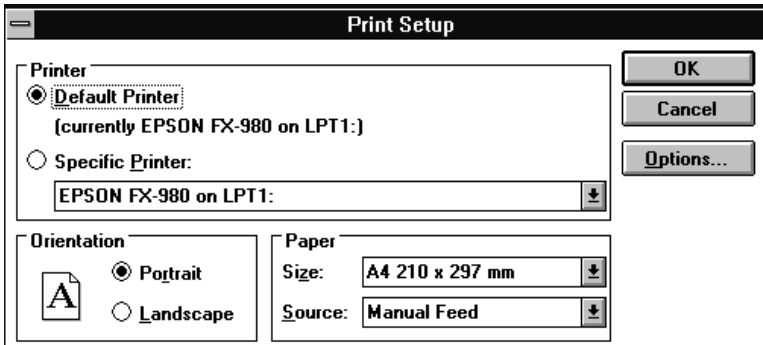 Print Setup
Printer
Default Printer
(currently EPSON FX-980 on LPT1:)
Specific Printer:
EPSON FX-980 on LPT1:
OK
Cancel
Options...
Orientation
A
Portrait
Landscape
Paper
Size: A4 210 x 297 mm
Source: Manual Feed